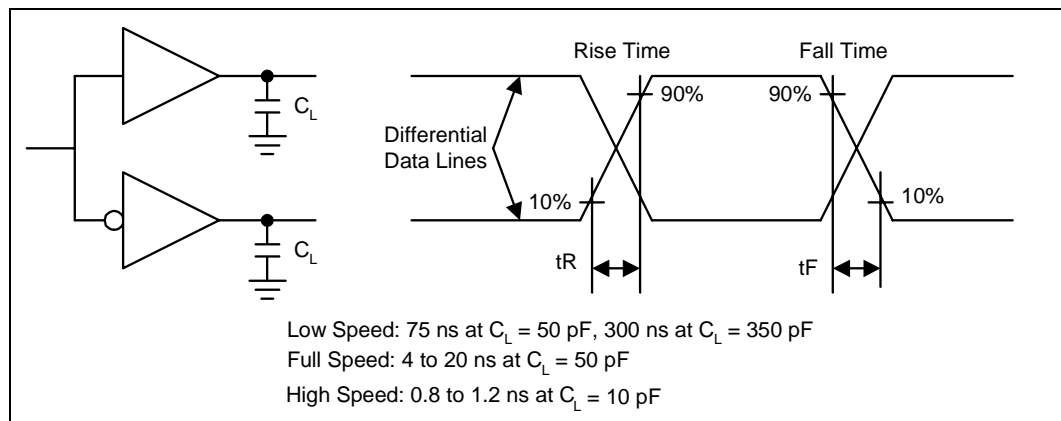 Rise Time
Fall Time
C_L
90%
90%
Differential
Data Lines
10%
10%
C_L
tR
tF
Low Speed: 75 ns at C_L = 50 pF, 300 ns at C_L = 350 pF
Full Speed: 4 to 20 ns at C_L = 50 pF
High Speed: 0.8 to 1.2 ns at C_L = 10 pF